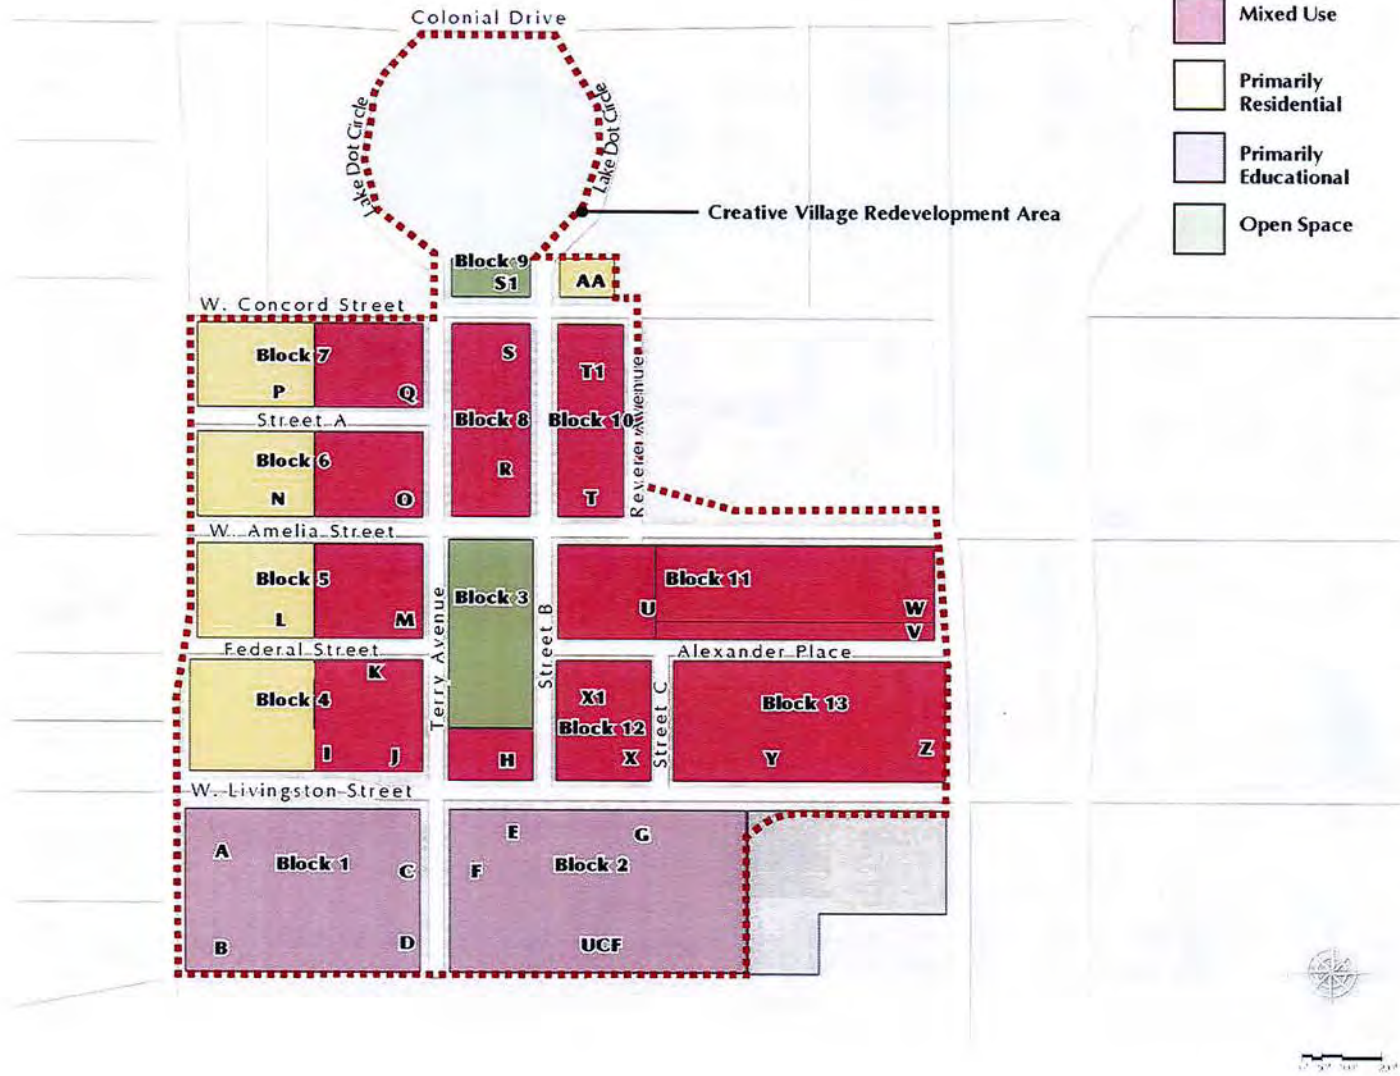 Colonial Drive
Mixed Use
Primarily
Residential
Primarily
Educational
Open Space
Lake Dot Circle
Lake Dot Circle
Creative Village Redevelopment Area
Block 9
S1
AA
W. Concord Street
Block 7
P
Q
S
T1
Street A
Block 8
Block 10
Block 6
N
O
R
T
W. Amelia Street
Block 5
L
M
Block 3
Block 11
U
W
V
Federal Street
Terry Avenue
Street B
Alexander Place
K
Block 4
I
J
H
X1
Block 12
X
Street C
Block 13
Y
Z
W. Livingston Street
A
Block 1
C
B
D
E
G
F
Block 2
UCF